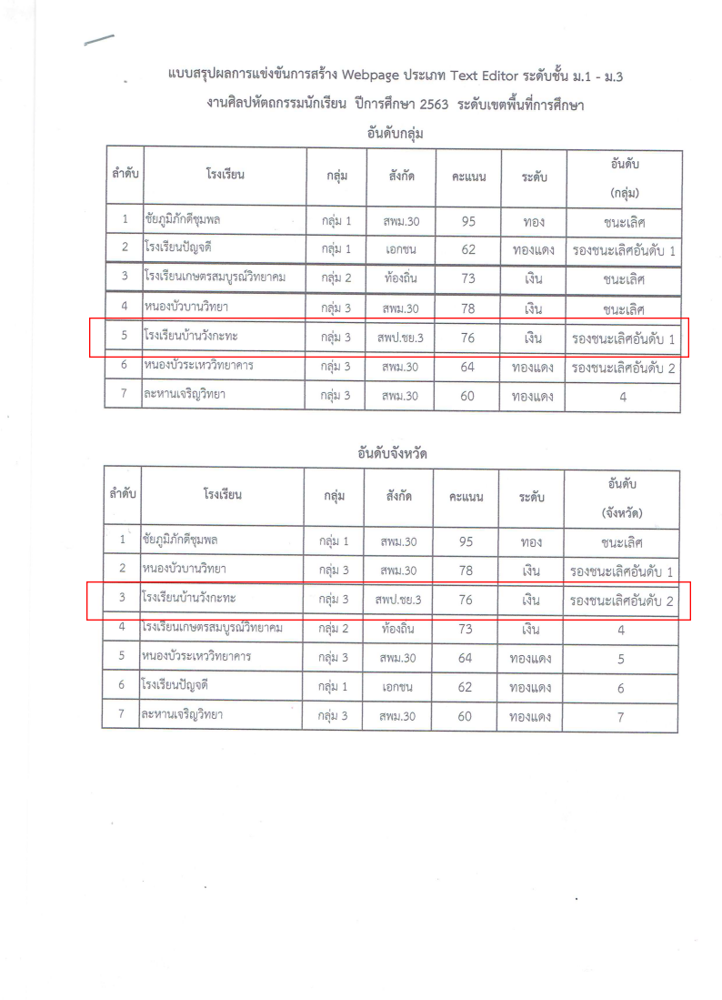 แบบสรุปผลการแข่งขันการสร้าง Webpage ประเภท Text Editor ระดับชั้น ม.1 - ม.3
งานศิลปหัตถกรรมนักเรียน ปีการศึกษา 2563 ระดับเขตพื้นที่การศึกษา
อันดับกลุ่ม
ลำดับ โรงเรียน กลุ่ม สังกัด คะแนน ระดับ อันดับ
(กลุ่ม)
1 ชัยภูมิภักดีชุมพล กลุ่ม 1 สพม.30 95 ทอง ชนะเลิศ
2 โรงเรียนปัญจดี กลุ่ม 1 เอกชน 62 ทองแดง รองชนะเลิศอันดับ 1
3 โรงเรียนเกษตรสมบูรณ์วิทยาคม กลุ่ม 2 ท้องถิ่น 73 เงิน ชนะเลิศ
4 หนองบัวบานวิทยา กลุ่ม 3 สพม.30 78 เงิน ชนะเลิศ
5 โรงเรียนบ้านวังกะทะ กลุ่ม 3 สพป.ชย.3 76 เงิน รองชนะเลิศอันดับ 1
6 หนองบัวระเหววิทยาคาร กลุ่ม 3 สพม.30 64 ทองแดง รองชนะเลิศอันดับ 2
7 ละหานเจริญวิทยา กลุ่ม 3 สพม.30 60 ทองแดง 4
อันดับจังหวัด
ลำดับ โรงเรียน กลุ่ม สังกัด คะแนน ระดับ อันดับ
(จังหวัด)
1 ชัยภูมิภักดีชุมพล กลุ่ม 1 สพม.30 95 ทอง ชนะเลิศ
2 หนองบัวบานวิทยา กลุ่ม 3 สพม.30 78 เงิน รองชนะเลิศอันดับ 1
3 โรงเรียนบ้านวังกะทะ กลุ่ม 3 สพป.ชย.3 76 เงิน รองชนะเลิศอันดับ 2
4 โรงเรียนเกษตรสมบูรณ์วิทยาคม กลุ่ม 2 ท้องถิ่น 73 เงิน 4
5 หนองบัวระเหววิทยาคาร กลุ่ม 3 สพม.30 64 ทองแดง 5
6 โรงเรียนปัญจดี กลุ่ม 1 เอกชน 62 ทองแดง 6
7 ละหานเจริญวิทยา กลุ่ม 3 สพม.30 60 ทองแดง 7